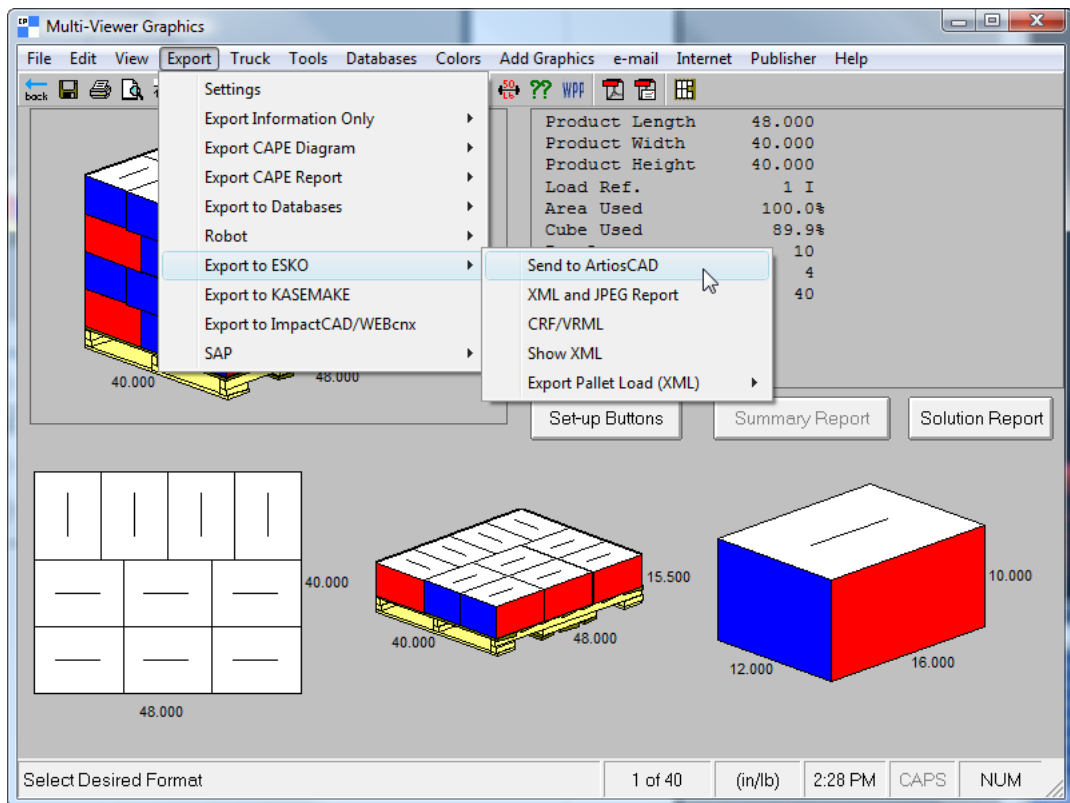 CP Multi-Viewer Graphics
File Edit View Export Truck Tools Databases Colors Add Graphics e-mail Internet Publisher Help
back 50 LB ?? WPP
Settings
Export Information Only
Export CAPE Diagram
Export CAPE Report
Export to Databases
Robot
Export to ESKO
Export to KASEMAKE
Export to ImpactCAD/WEBcnx
SAP
Send to ArtiosCAD
XML and JPEG Report
CRF/VRML
Show XML
Export Pallet Load (XML)
Product Length 48.000
Product Width 40.000
Product Height 40.000
Load Ref. 1 I
Area Used 100.0%
Cube Used 89.9%
10
4
40
40.000 48.000
Set-up Buttons Summary Report Solution Report
40.000
48.000
15.500
40.000 48.000
10.000
12.000 16.000
Select Desired Format 1 of 40 (in/lb) 2:28 PM CAPS NUM